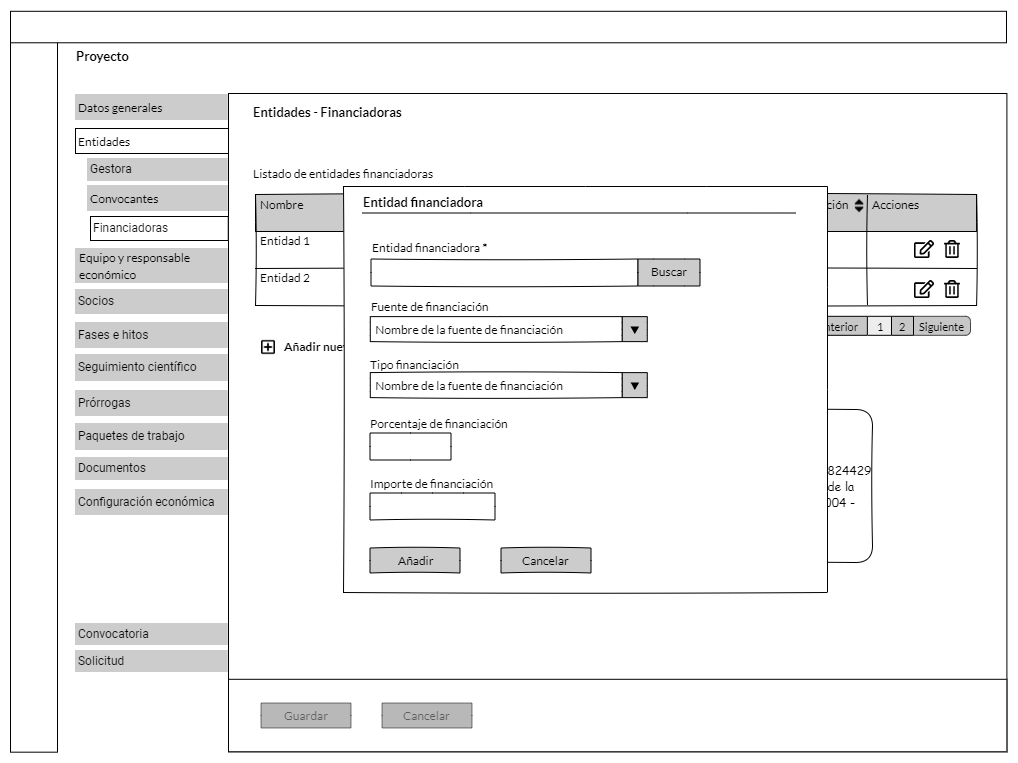 Proyecto
Datos generales
Entidades
Gestora
Convocantes
Financiadoras
Equipo y responsable
económico
Socios
Fases e hitos
Seguimiento científico
Prórrogas
Paquetes de trabajo
Documentos
Configuración económica
Convocatoria
Solicitud
Entidades - Financiadoras
Listado de entidades financiadoras
Nombre
ción
Acciones
Entidad 1
Entidad 2
nterior 1 2 Siguiente
Añadir nue
824429
de la
004 -
Entidad financiadora
Entidad financiadora *
Buscar
Fuente de financiación
Nombre de la fuente de financiación
Tipo financiación
Nombre de la fuente de financiación
Porcentaje de financiación
Importe de financiación
Añadir
Cancelar
Guardar
Cancelar